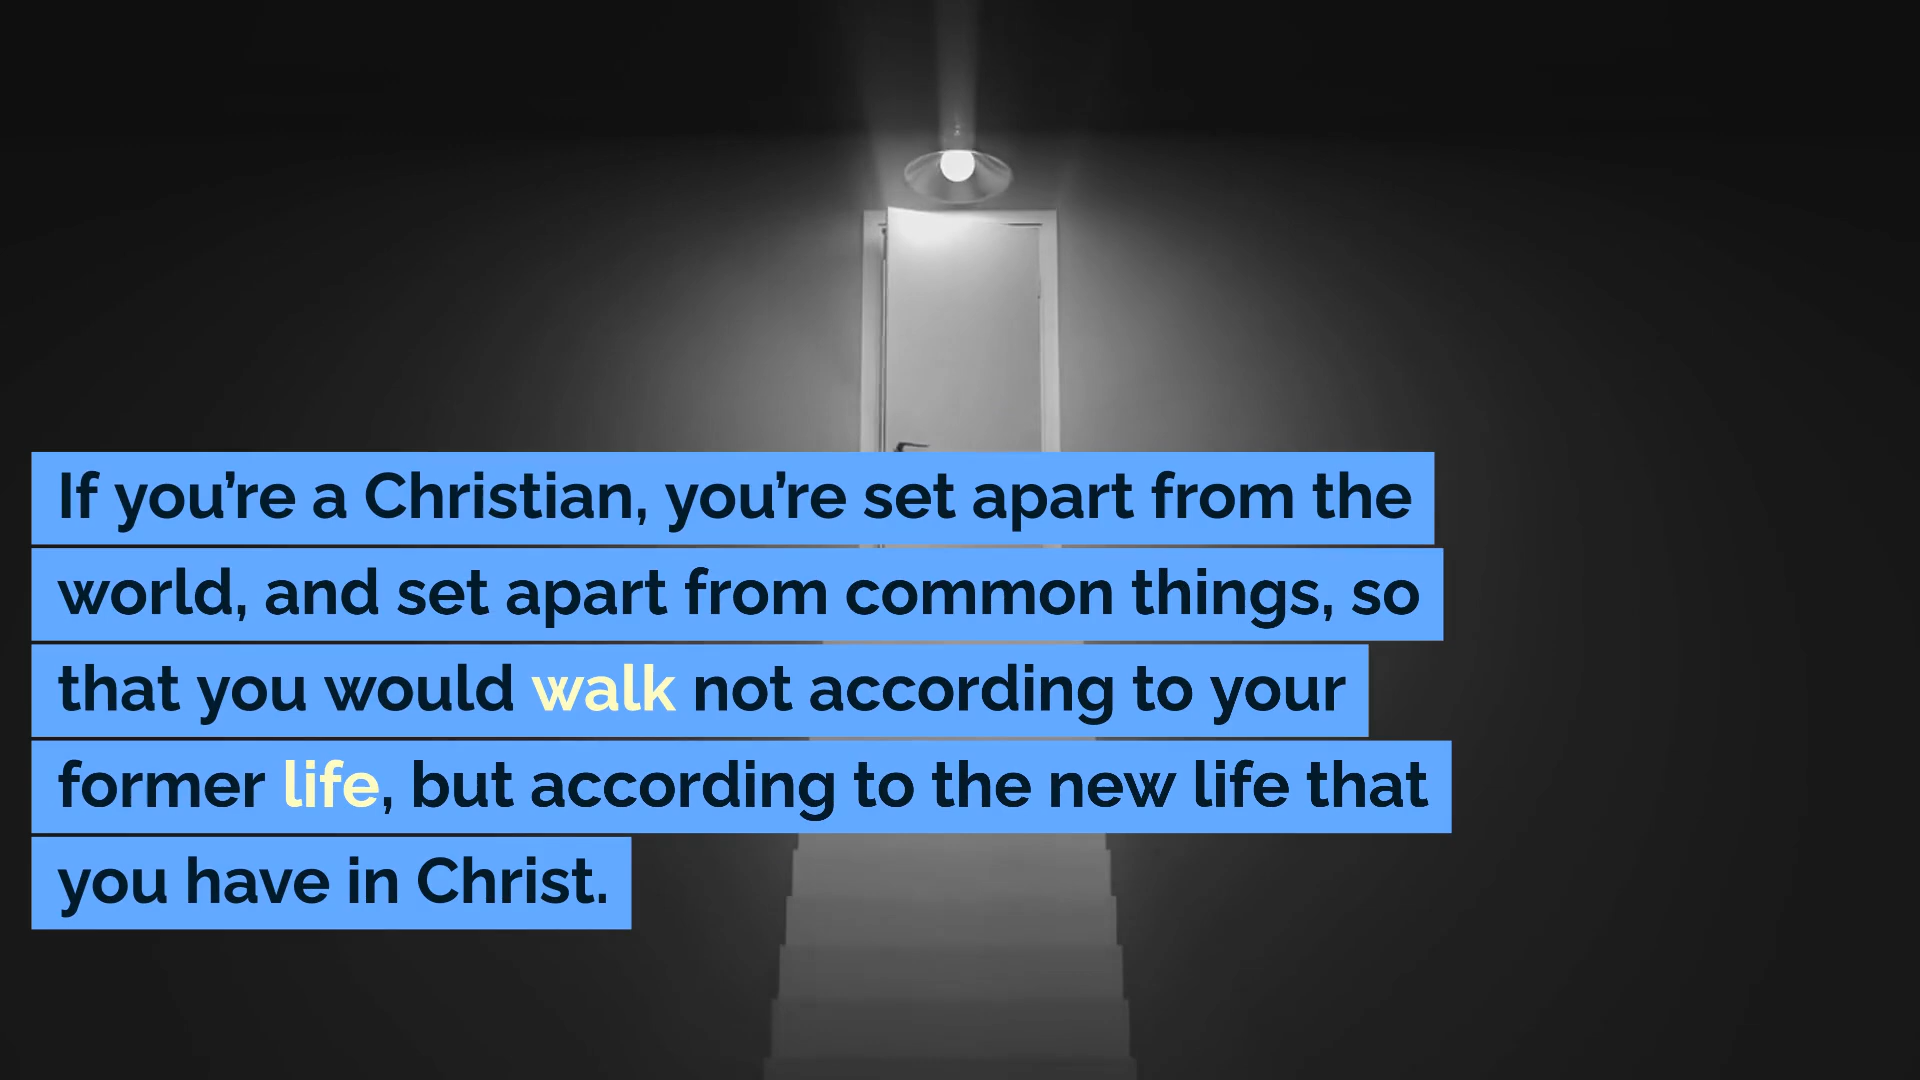 If you’re a Christian, you’re set apart from the
world, and set apart from common things, so
that you would walk not according to your
former life, but according to the new life that
you have in Christ.